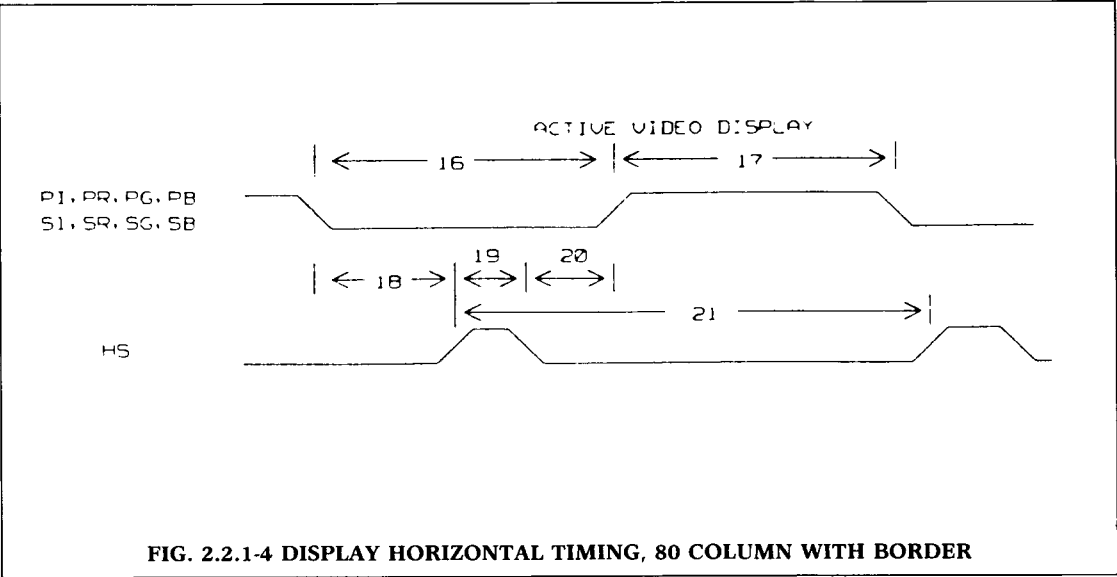 ACTIVE VIDEO DISPLAY
16
17
PI, PR, PG, PB
SI, SR, SG, SB
19
20
18
21
HS
FIG. 2.2.1-4 DISPLAY HORIZONTAL TIMING, 80 COLUMN WITH BORDER